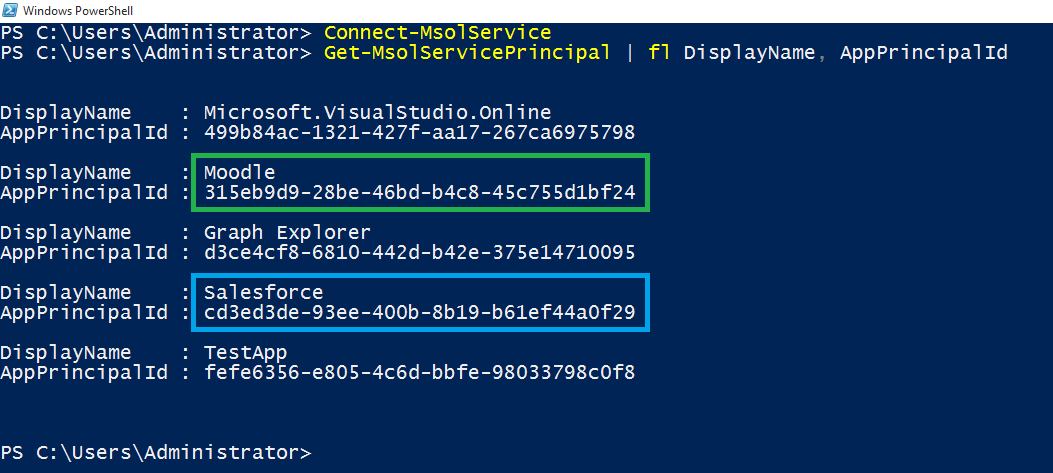 Windows PowerShell
PS C:\Users\Administrator> Connect-MsolService
PS C:\Users\Administrator> Get-MsolServicePrincipal | fl DisplayName, AppPrincipalId
DisplayName    : Microsoft.VisualStudio.Online
AppPrincipalId : 499b84ac-1321-427f-aa17-267ca6975798
DisplayName    : Moodle
AppPrincipalId : 315eb9d9-28be-46bd-b4c8-45c755d1bf24
DisplayName    : Graph Explorer
AppPrincipalId : d3ce4cf8-6810-442d-b42e-375e14710095
DisplayName    : Salesforce
AppPrincipalId : cd3ed3de-93ee-400b-8b19-b61ef44a0f29
DisplayName    : TestApp
AppPrincipalId : fefe6356-e805-4c6d-bbfe-98033798c0f8
PS C:\Users\Administrator>